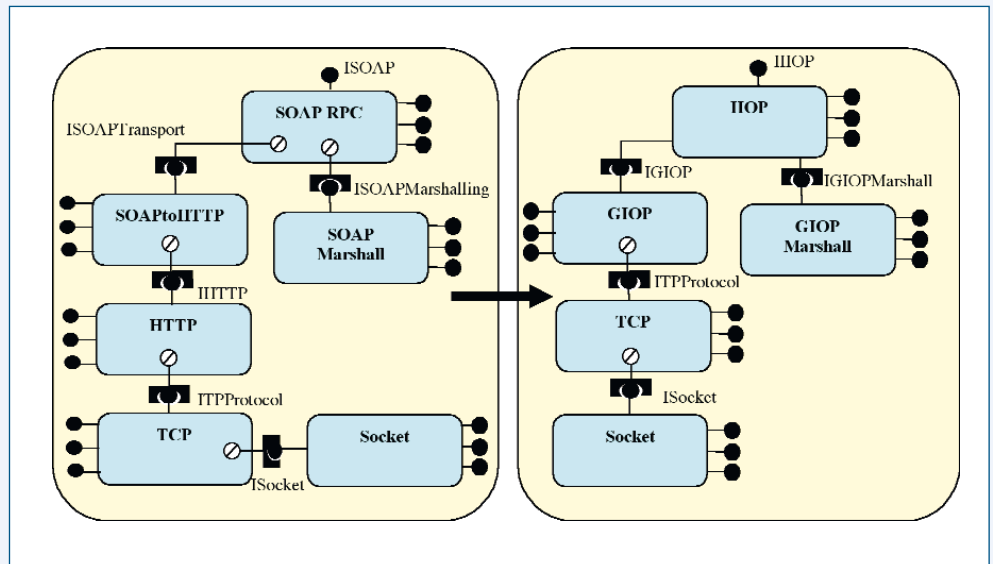 ISOAP
SOAP RPC
ISOAPTransport
ISOAPMarshalling
SOAPtoHTTP
SOAP
Marshall
IHTTP
HTTP
ITPProtocol
TCP
Socket
ISocket
IIIOP
IIOP
IGIOP
IGIOPMarshall
GIOP
GIOP
Marshall
ITPProtocol
TCP
ISocket
Socket